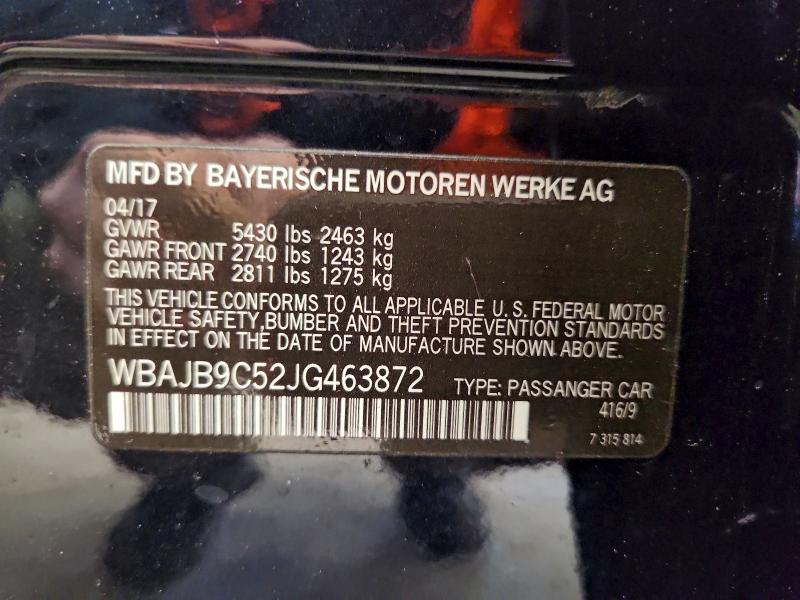 MFD BY BAYERISCHE MOTOREN WERKE AG
04/17
GVWR 5430 lbs 2463 kg
GAWR FRONT 2740 lbs 1243 kg
GAWR REAR 2811 lbs 1275 kg
THIS VEHICLE CONFORMS TO ALL APPLICABLE U.S. FEDERAL MOTOR
VEHICLE SAFETY,BUMBER AND THEFT PREVENTION STANDARDS
IN EFFECT ON THE DATE OF MANUFACTURE SHOWN ABOVE.
WBAJB9C52JG463872 TYPE: PASSANGER CAR
416/9
7 315 814